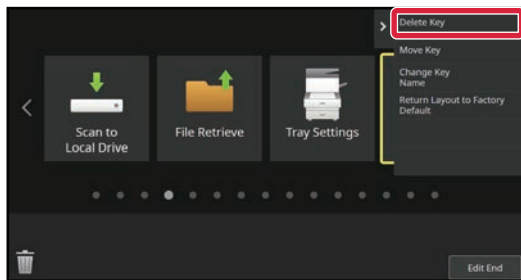 Delete Key
Move Key
Change Key
Name
Return Layout to Factory
Default
Scan to
Local Drive
File Retrieve
Tray Settings
Edit End